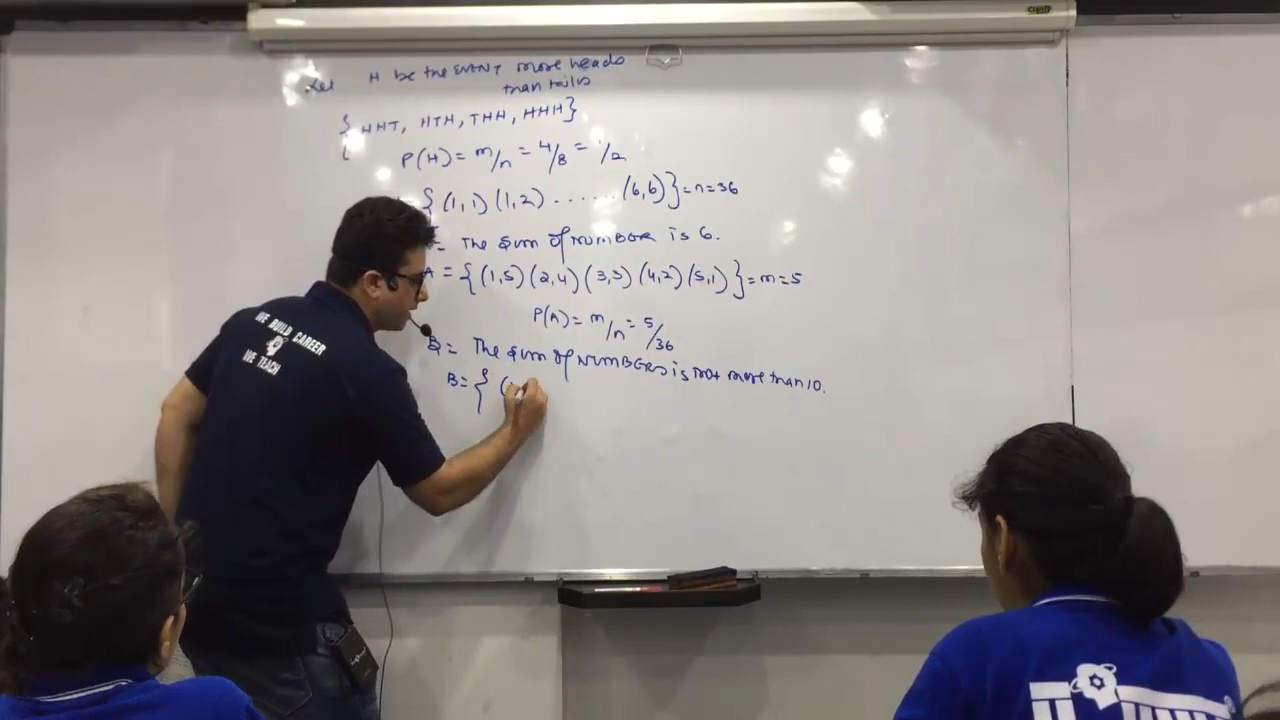 Let H be the EVENT more heads
than tails
{HHT, HTH, THH, HHH}
P(H) = m/n = 4/8 = 1/2
{(1,1) (1,2) ...... (6,6)} = n = 36
= The sum of NUMBER is 6.
A = {(1,5) (2,4) (3,3) (4,2) (5,1)} = m = 5
P(A) = m/n = 5/36
B = The sum of NUMBERS is not more than 10.
B = { (
WE BUILD CAREER
WE TEACH